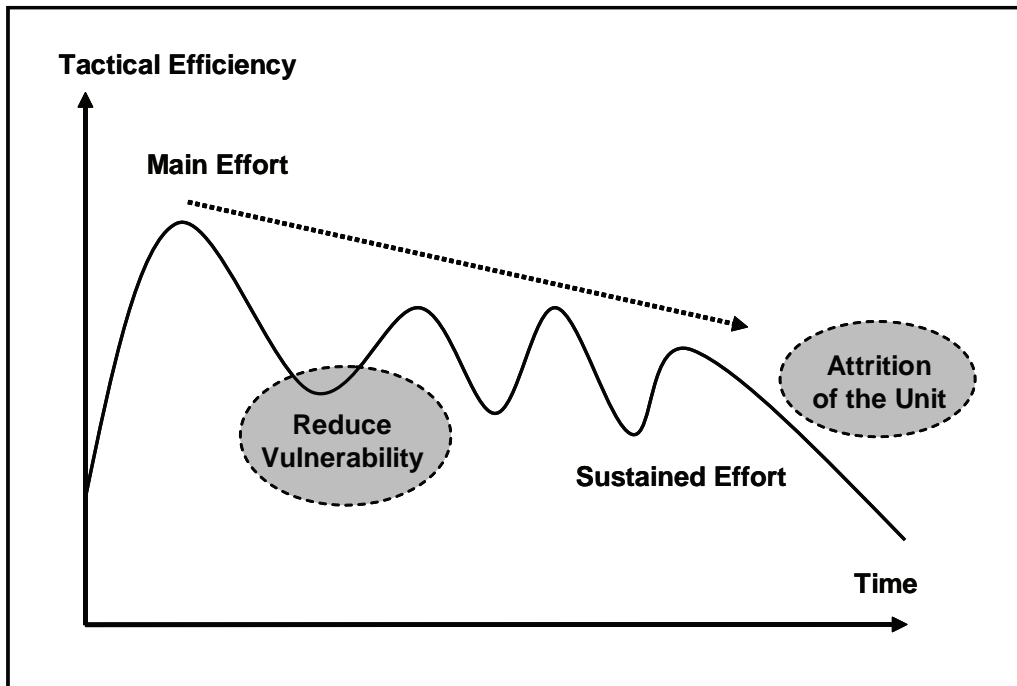 Tactical Efficiency
Main Effort
Reduce
Vulnerability
Attrition
of the Unit
Sustained Effort
Time